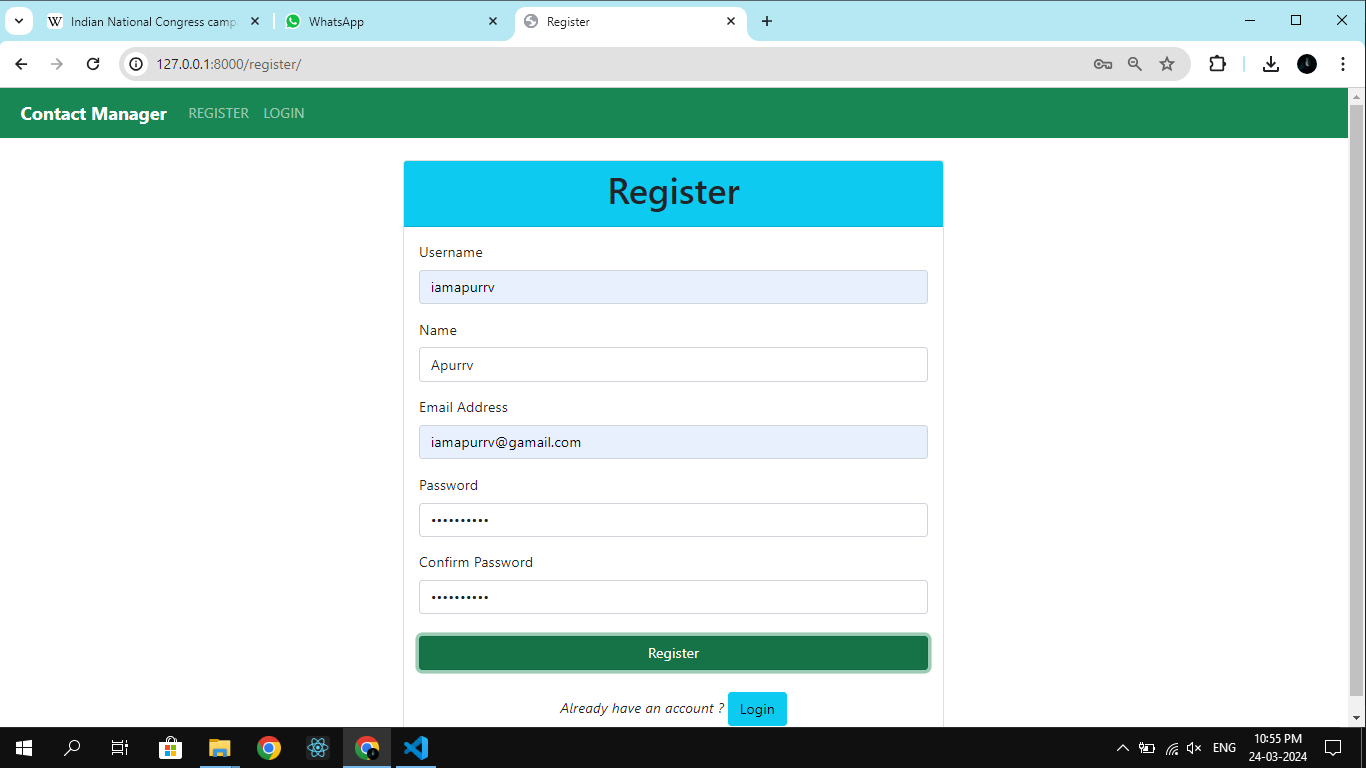 Indian National Congress camp
WhatsApp
Register
127.0.0.1:8000/register/
Contact Manager REGISTER LOGIN
Register
Username
iamapurrv
Name
Apurrv
Email Address
iamapurrv@gamail.com
Password
••••••••••
Confirm Password
••••••••••
Register
Already have an account ? Login
ENG
10:55 PM
24-03-2024